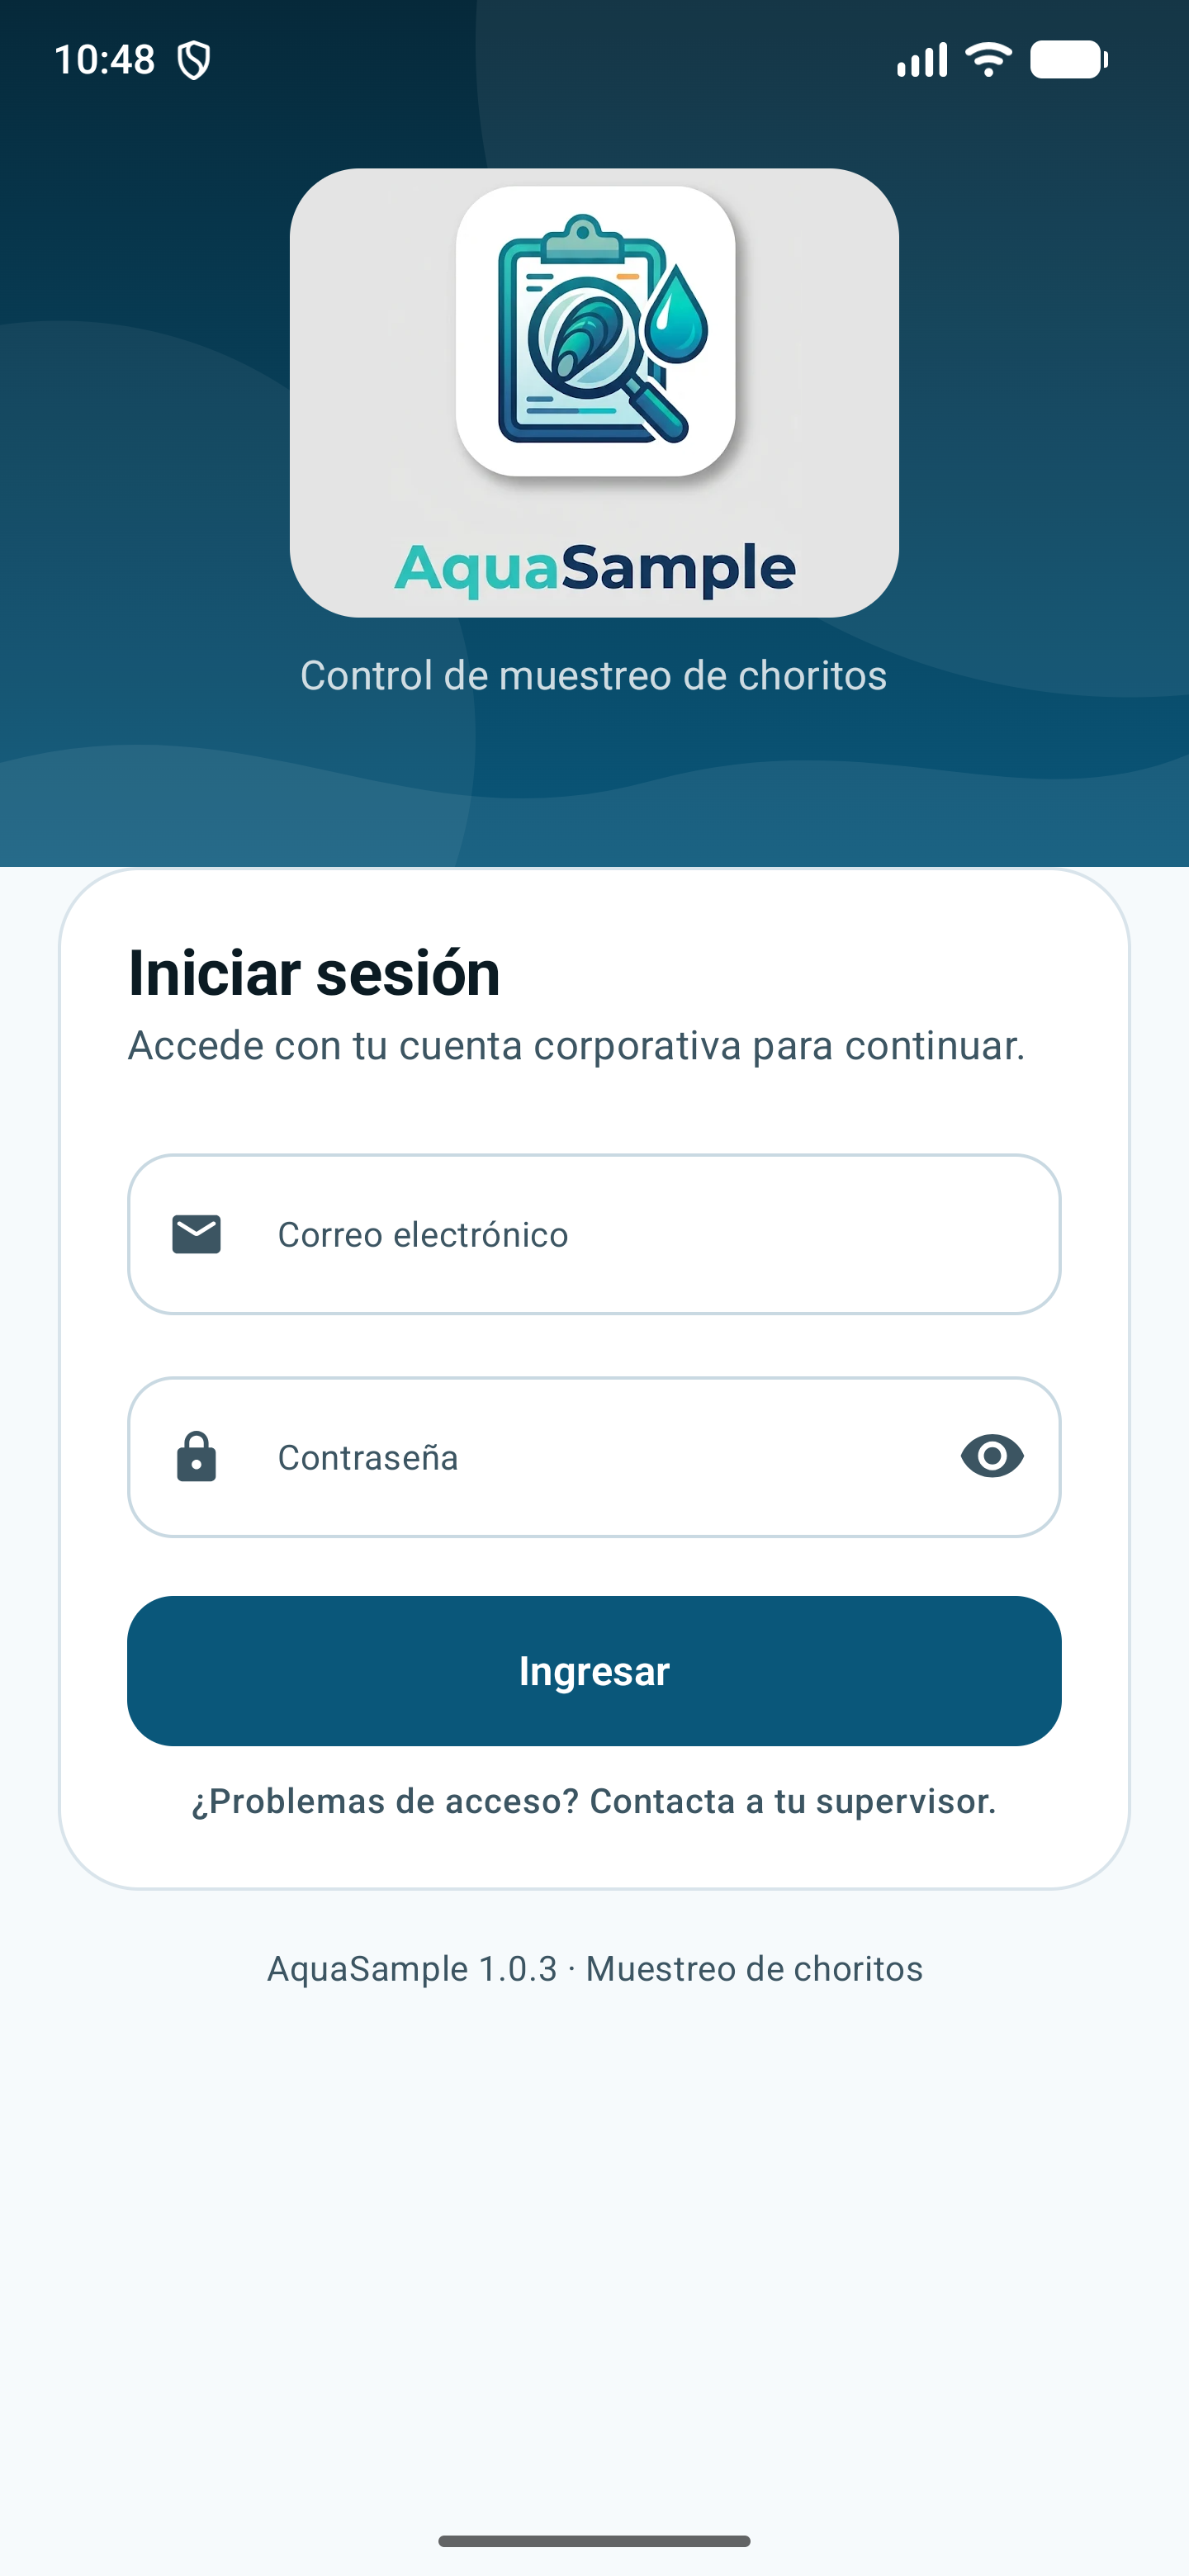 10:48
AquaSample
Control de muestreo de choritos
Iniciar sesión
Accede con tu cuenta corporativa para continuar.
Correo electrónico
Contraseña
Ingresar
¿Problemas de acceso? Contacta a tu supervisor.
AquaSample 1.0.3 · Muestreo de choritos